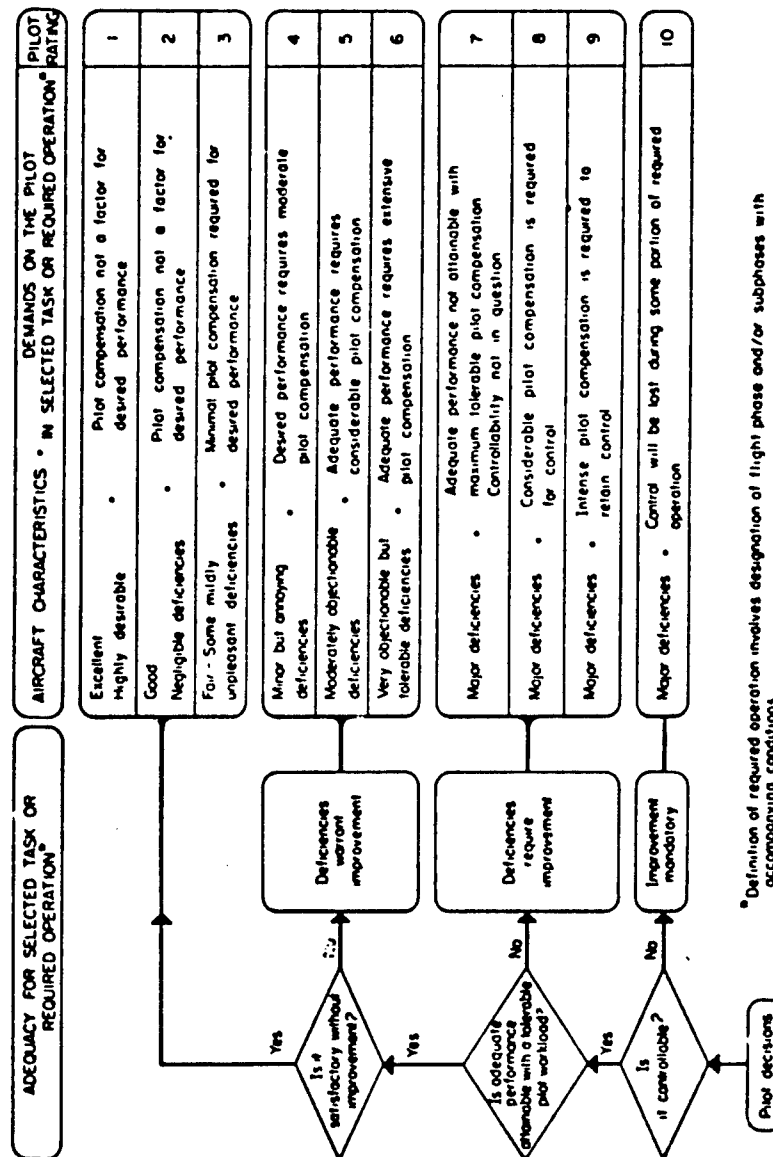 ADEQUACY FOR SELECTED TASK OR
REQUIRED OPERATION*
AIRCRAFT CHARACTERISTICS •
DEMANDS ON THE PILOT
IN SELECTED TASK OR REQUIRED OPERATION*
PILOT
RATING
Excellent
Highly desirable
•
Pilot compensation not a factor for
desired performance
1
Good
Negligible deficiencies
•
Pilot compensation not a factor for
desired performance
2
Fair - Some mildly
unpleasant deficiencies
•
Minimal pilot compensation required for
desired performance
3
Yes
Is it
satisfactory without
improvement?
No
Deficiencies
warrant
improvement
Minor but annoying
deficiencies
•
Desired performance requires moderate
pilot compensation
4
Moderately objectionable
deficiencies
•
Adequate performance requires
considerable pilot compensation
5
Very objectionable but
tolerable deficiencies
•
Adequate performance requires extensive
pilot compensation
6
Yes
Is adequate
performance
attainable with a tolerable
pilot workload?
No
Deficiencies
require
improvement
Major deficiencies
•
Adequate performance not attainable with
maximum tolerable pilot compensation
Controllability not in question
7
Major deficiencies
•
Considerable pilot compensation is required
for control
8
Major deficiencies
•
Intense pilot compensation is required to
retain control
9
Yes
Is
it controllable?
No
Improvement
mandatory
Major deficiencies
•
Control will be lost during some portion of required
operation
10
Pilot decisions
*Definition of required operation involves designation of flight phase and/or subphases with
accompanying conditions